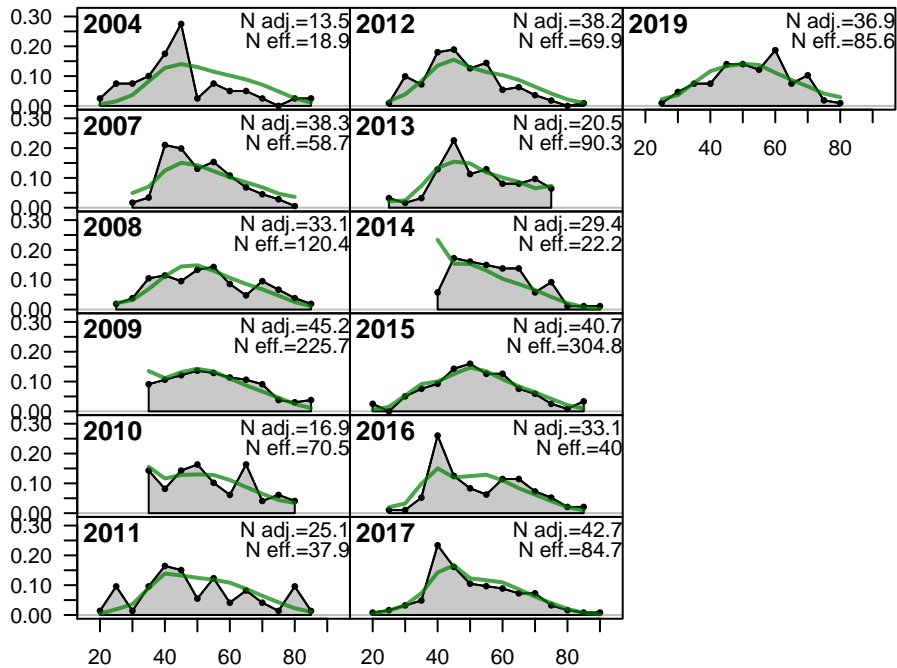 0.30
0.20
0.10
0.00
2004
N adj.=13.5
N eff.=18.9
2012
N adj.=38.2
N eff.=69.9
2019
N adj.=36.9
N eff.=85.6
0.30
0.20
0.10
0.00
2007
N adj.=38.3
N eff.=58.7
2013
N adj.=20.5
N eff.=90.3
20 40 60 80
0.30
0.20
0.10
0.00
2008
N adj.=33.1
N eff.=120.4
2014
N adj.=29.4
N eff.=22.2
0.30
0.20
0.10
0.00
2009
N adj.=45.2
N eff.=225.7
2015
N adj.=40.7
N eff.=304.8
0.30
0.20
0.10
0.00
2010
N adj.=16.9
N eff.=70.5
2016
N adj.=33.1
N eff.=40
0.30
0.20
0.10
0.00
2011
N adj.=25.1
N eff.=37.9
2017
N adj.=42.7
N eff.=84.7
20 40 60 80
20 40 60 80